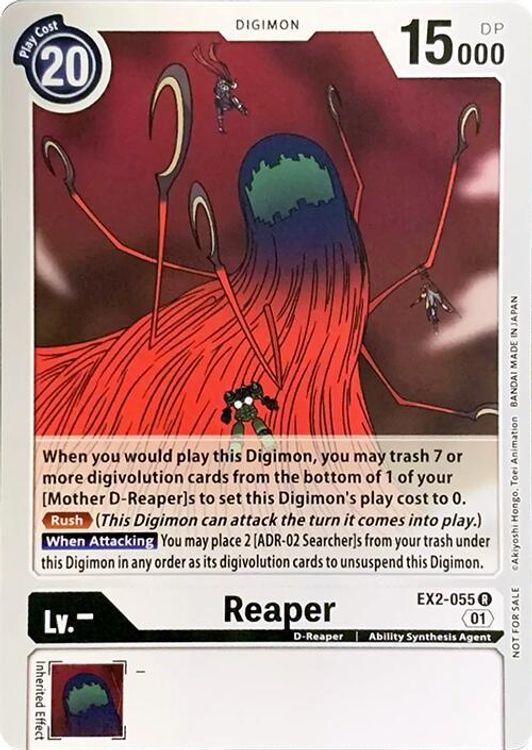 Play Cost
20
DIGIMON
15000
DP
When you would play this Digimon, you may trash 7 or
more digivolution cards from the bottom of 1 of your
[Mother D-Reaper]s to set this Digimon's play cost to 0.
Rush (This Digimon can attack the turn it comes into play.)
When Attacking You may place 2 [ADR-02 Searcher]s from your trash under
this Digimon in any order as its digivolution cards to unsuspend this Digimon.
Lv.–
Reaper
EX2-055 R
01
D-Reaper | Ability Synthesis Agent
Inherited Effect
–
©Akiyoshi Hongo, Toei Animation BANDAI MADE IN JAPAN
NOT FOR SALE